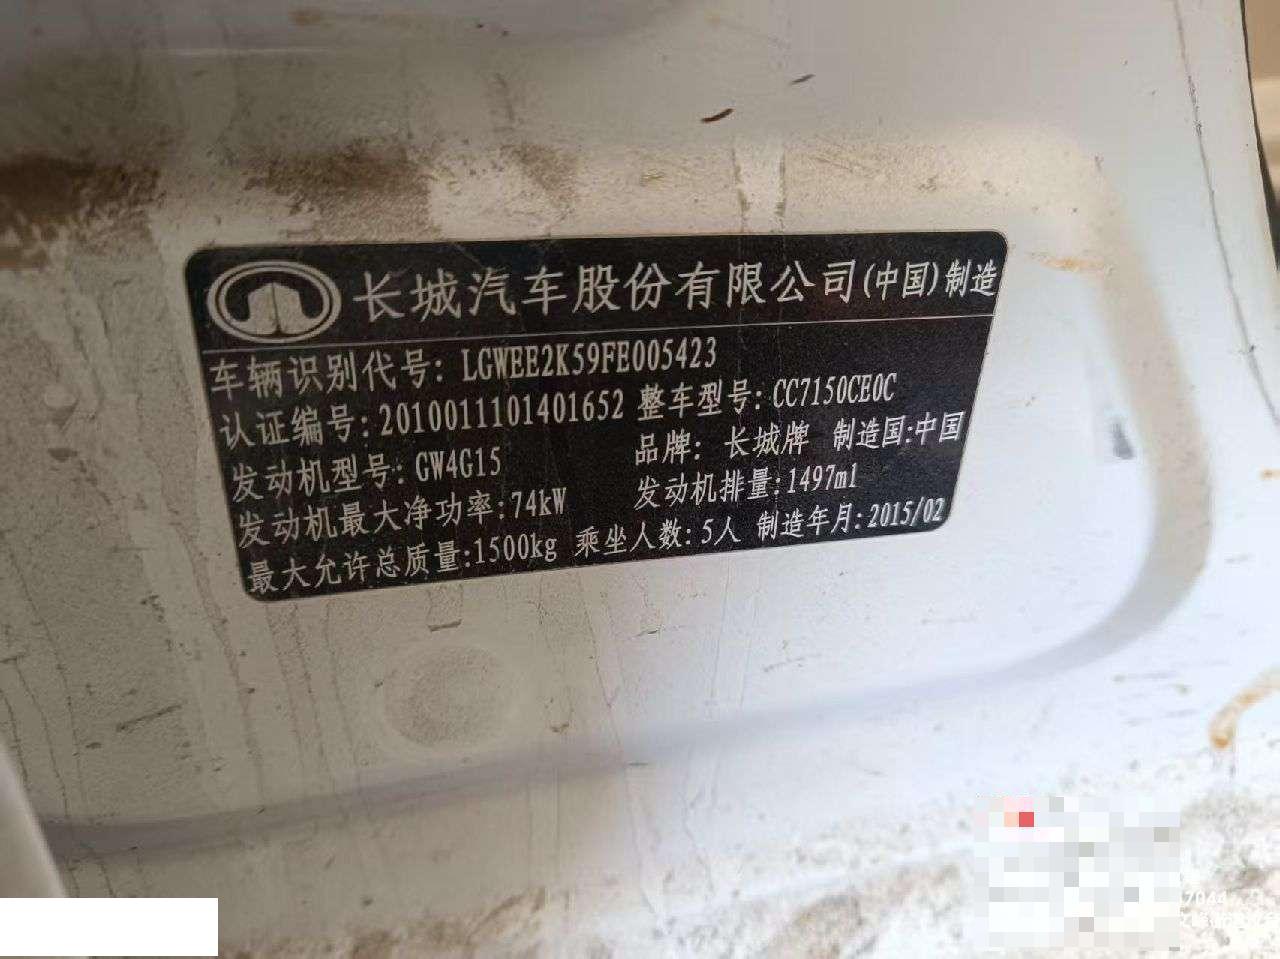 长城汽车股份有限公司(中国)制造
车辆识别代号: LGWEE2K59FE005423
认证编号: 2010011101401652 整车型号: CC7150CE0C
发动机型号: GW4G15 品牌: 长城牌 制造国:中国
发动机最大净功率:74kW 发动机排量:1497ml
最大允许总质量:1500kg 乘坐人数: 5人 制造年月: 2015/02
7044